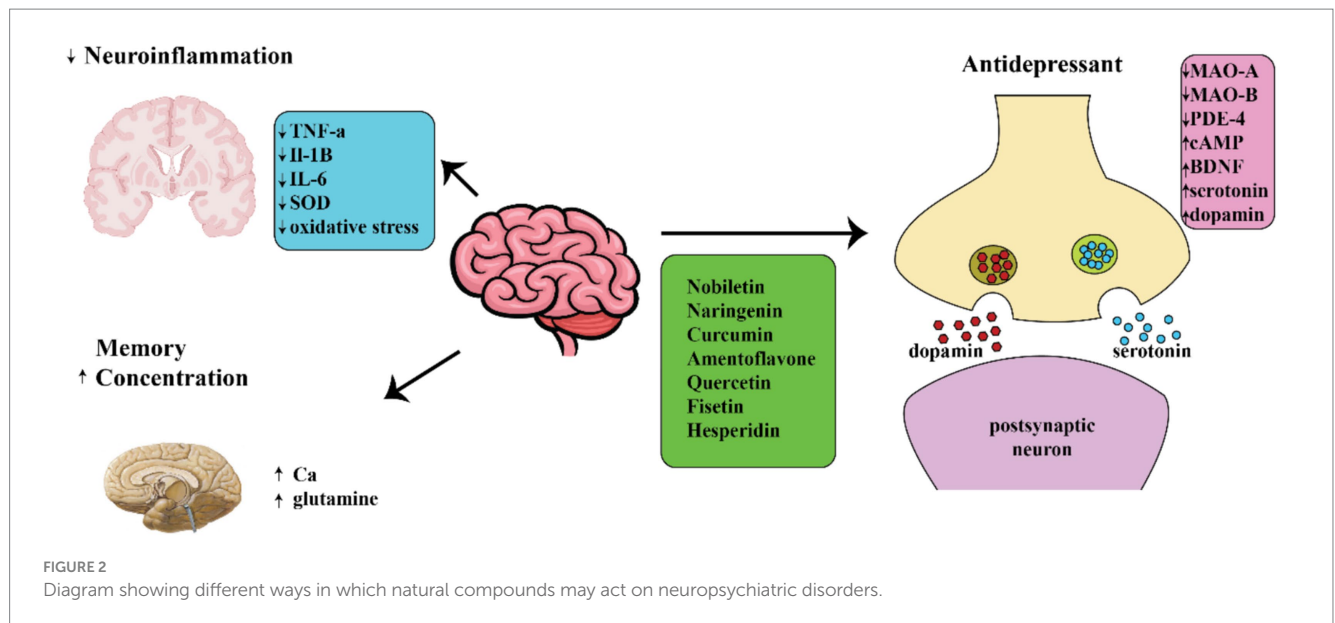 ↓ Neuroinflammation
↓TNF-a
↓Il-1B
↓IL-6
↓SOD
↓oxidative stress
Memory
↑ Concentration
↑ Ca
↑ glutamine
Nobiletin
Naringenin
Curcumin
Amentoflavone
Quercetin
Fisetin
Hesperidin
Antidepressant
↓MAO-A
↓MAO-B
↓PDE-4
↑cAMP
↑BDNF
↑scrotonin
↑dopamin
dopamin
serotonin
postsynaptic
neuron
FIGURE 2
Diagram showing different ways in which natural compounds may act on neuropsychiatric disorders.